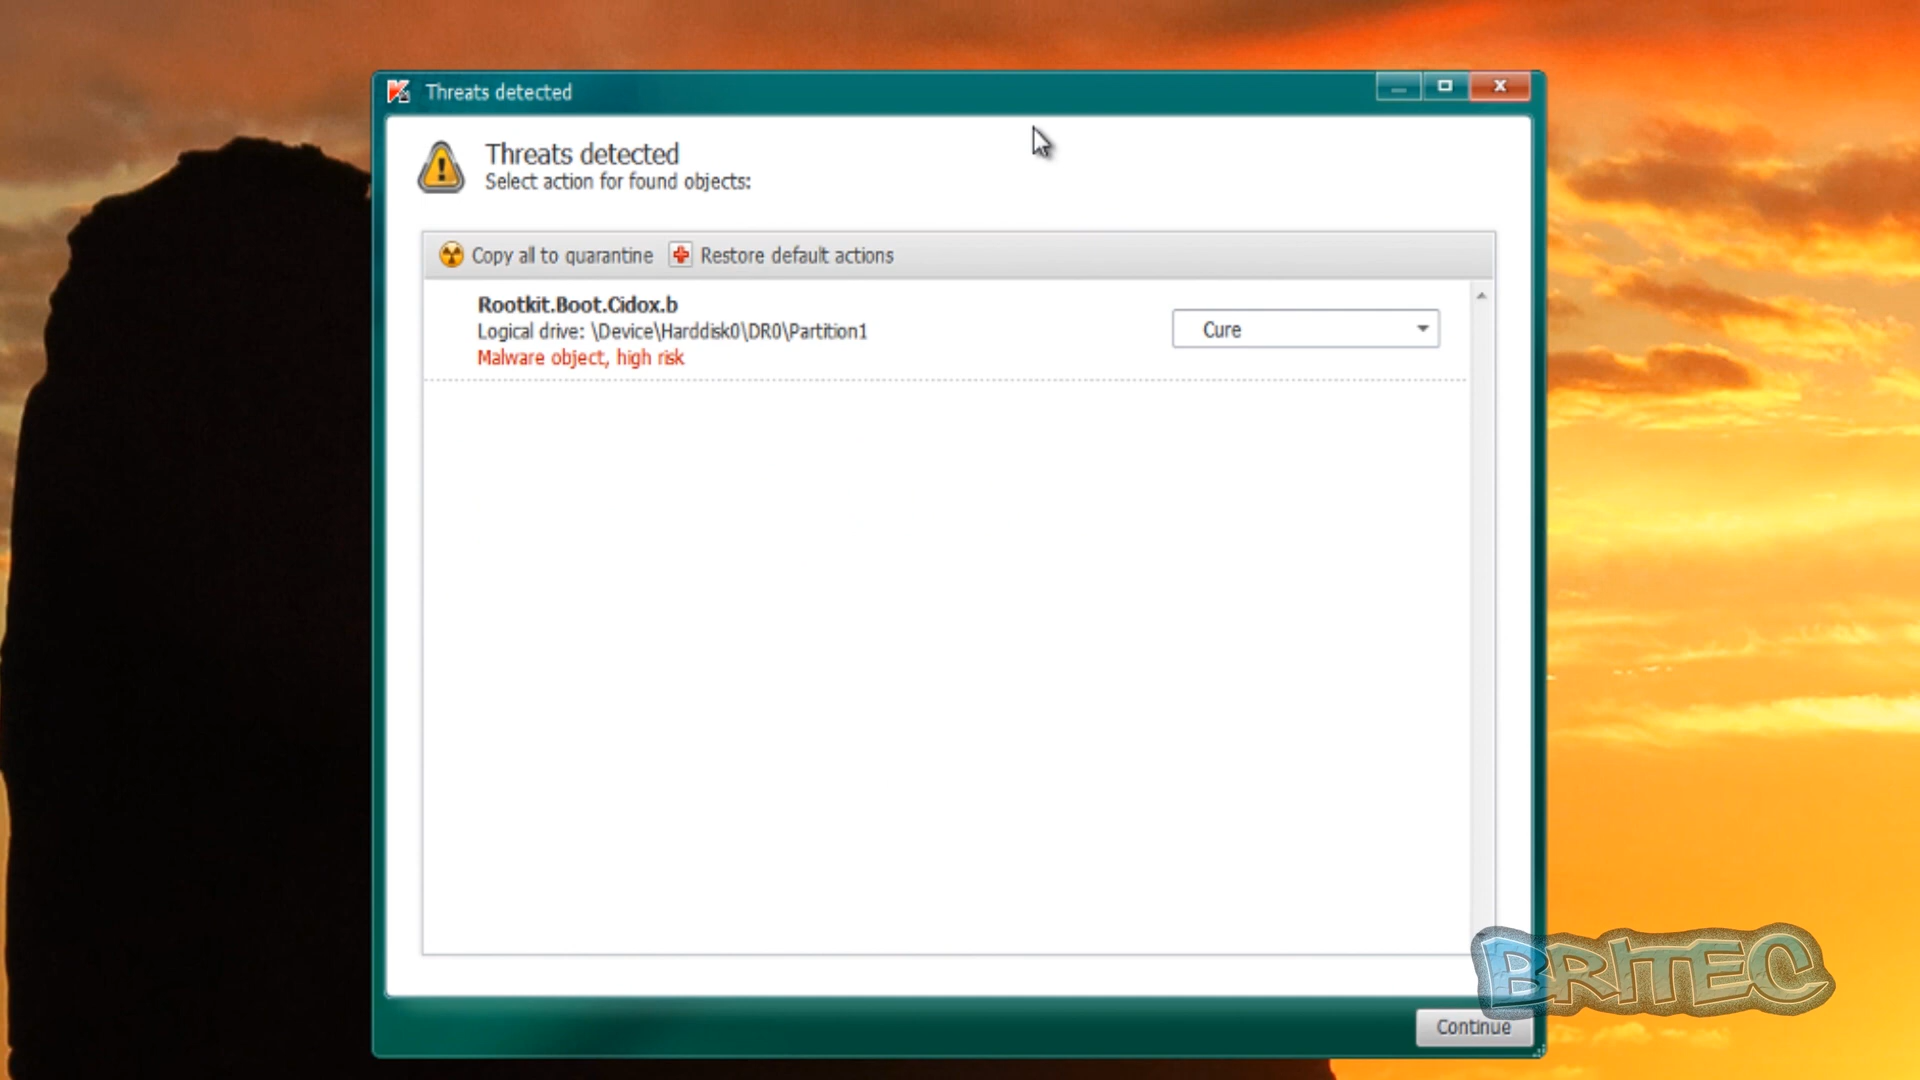 Threats detected
Threats detected
Select action for found objects:
Copy all to quarantine Restore default actions
Rootkit.Boot.Cidox.b
Logical drive: \Device\Harddisk0\DR0\Partition1
Cure
Malware object, high risk
BRITEC
Continue